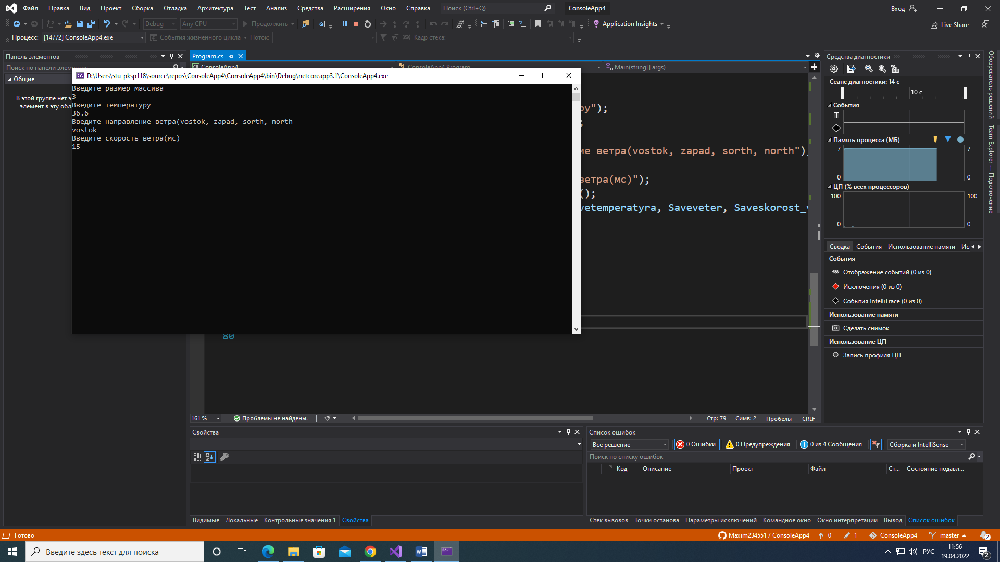 Файл Правка Вид Проект Сборка Отладка Архитектура Тест Анализ Средства Расширения Окно Справка Поиск (Ctrl+Q) ConsoleApp4 Вход
Debug Any CPU Продолжить Application Insights Live Share
Процесс: [14772] ConsoleApp4.exe События жизненного цикла Поток: Кадр стека:
Панель элементов
Поиск по панели элементов
Общие
В этой группе нет э
элемент в эту обл
Program.cs
ConsoleApp4 ConsoleApp4.Program Main(string[] args)
D:\Users\stu-pksp118\source\repos\ConsoleApp4\ConsoleApp4\bin\Debug\netcoreapp3.1\ConsoleApp4.exe
Введите размер массива
3
Введите температуру
36.6
Введите направление ветра(vostok, zapad, sorth, north
vostok
Введите скорость ветра(мс)
15
ру");
;
ие ветра(vostok, zapad, sorth, north")
ветра(мс)");
();
vetemperatyra, Saveveter, Saveskorost_v
80
161 % Проблемы не найдены. Стр: 79 Симв: 2 Пробелы CRLF
Средства диагностики
Сеанс диагностики: 14 с
10 с
События
Память процесса (МБ)
7 7
0 0
ЦП (% всех процессоров)
100 100
0 0
Сводка События Использование памяти Ис
События
Отображение событий (0 из 0)
Исключения (0 из 0)
События IntelliTrace (0 из 0)
Использование памяти
Сделать снимок
Использование ЦП
Запись профиля ЦП
Обозреватель решений
Team Explorer — Подключение
Свойства
Видимые Локальные Контрольные значения 1 Свойства
Список ошибок
Все решение 0 Ошибки 0 Предупреждения 0 из 4 Сообщения Сборка и IntelliSense
Поиск по списку ошибок
Код Описание Проект Файл Ст... Состояние подавл...
Стек вызовов Точки останова Параметры исключений Командное окно Окно интерпретации Вывод Список ошибок
Готово Maxim234551 / ConsoleApp4 0 1 ConsoleApp4 master 2
Введите здесь текст для поиска РУС 11:56
19.04.2022 2